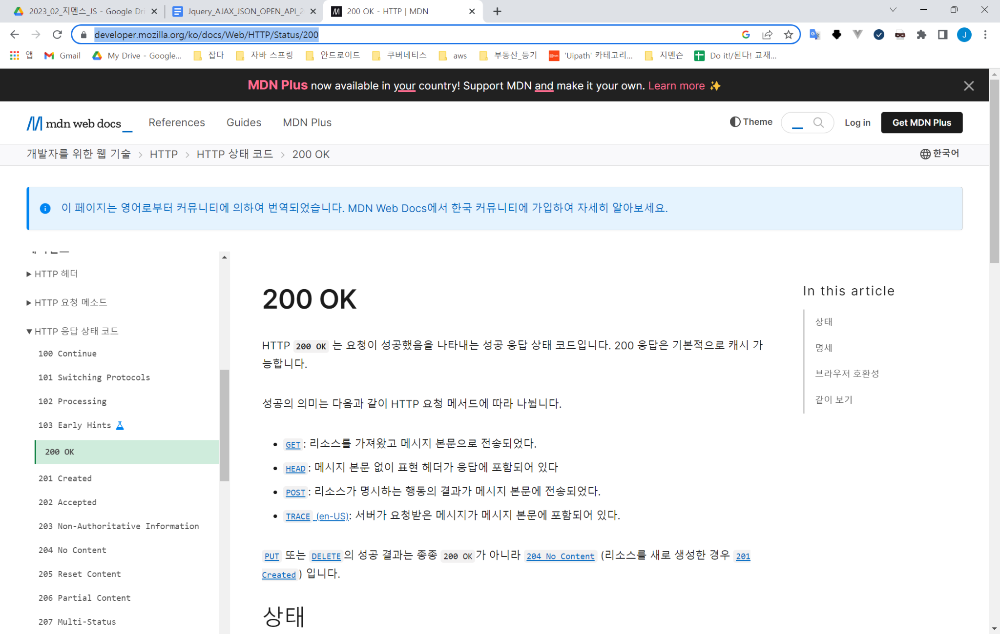 2023_02_지멘스_JS - Google Dri
Jquery_AJAX_JSON_OPEN_API_2
200 OK - HTTP | MDN
developer.mozilla.org/ko/docs/Web/HTTP/Status/200
J
앱
Gmail
My Drive - Google...
잡다
자바 스프링
안드로이드
쿠버네티스
aws
부동산_등기
'Uipath' 카테고리...
지멘슨
Do it!/된다! 교재...
MDN Plus now available in your country! Support MDN and make it your own. Learn more ✨
mdn web docs_
References
Guides
MDN Plus
Theme
Log in
Get MDN Plus
개발자를 위한 웹 기술 > HTTP > HTTP 상태 코드 > 200 OK
한국어
이 페이지는 영어로부터 커뮤니티에 의하여 번역되었습니다. MDN Web Docs에서 한국 커뮤니티에 가입하여 자세히 알아보세요.
HTTP 헤더
HTTP 요청 메소드
HTTP 응답 상태 코드
100 Continue
101 Switching Protocols
102 Processing
103 Early Hints
200 OK
201 Created
202 Accepted
203 Non-Authoritative Information
204 No Content
205 Reset Content
206 Partial Content
207 Multi-Status
200 OK
HTTP 200 OK 는 요청이 성공했음을 나타내는 성공 응답 상태 코드입니다. 200 응답은 기본적으로 캐시 가
능합니다.
성공의 의미는 다음과 같이 HTTP 요청 메서드에 따라 나뉩니다.
• GET: 리소스를 가져왔고 메시지 본문으로 전송되었다.
• HEAD: 메시지 본문 없이 표현 헤더가 응답에 포함되어 있다
• POST: 리소스가 명시하는 행동의 결과가 메시지 본문에 전송되었다.
• TRACE (en-US): 서버가 요청받은 메시지가 메시지 본문에 포함되어 있다.
PUT 또는 DELETE의 성공 결과는 종종 200 OK가 아니라 204 No Content (리소스를 새로 생성한 경우 201
Created) 입니다.
상태
In this article
상태
명세
브라우저 호환성
같이 보기